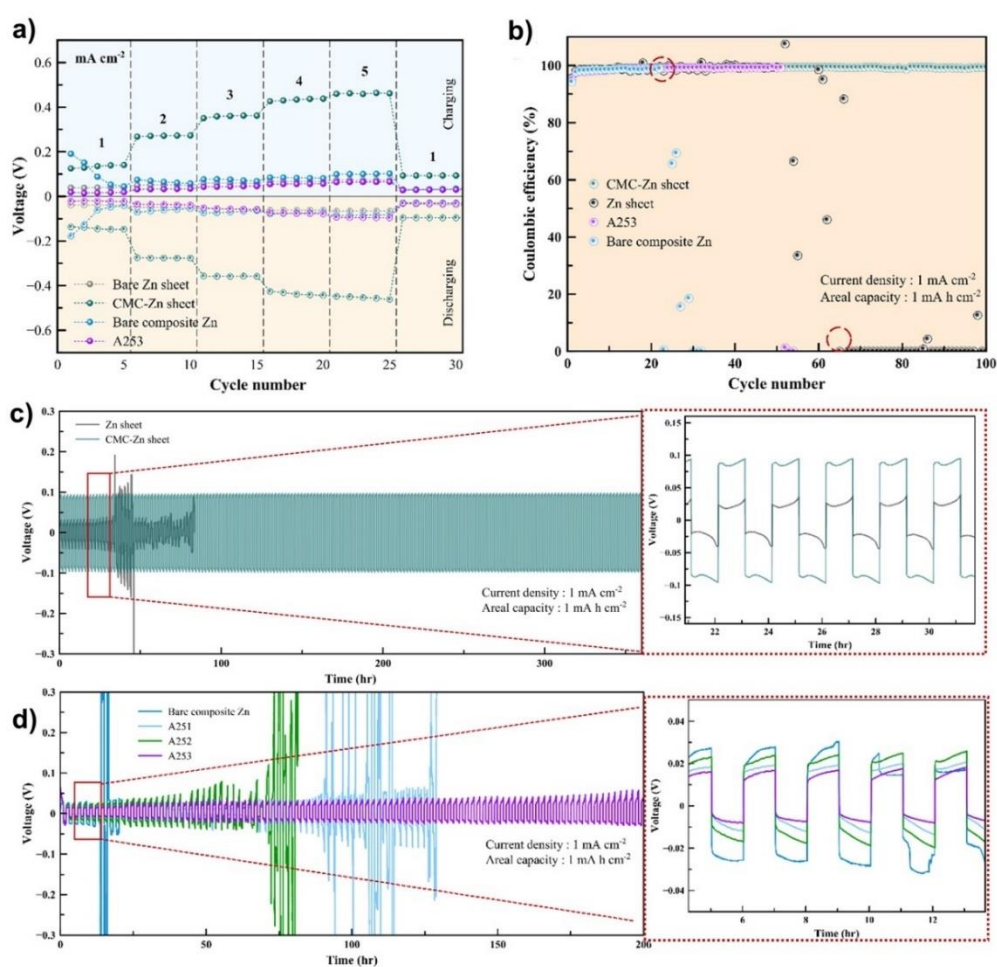 a)
mA cm-2
1
2
3
4
5
1
Charging
Discharging
Voltage (V)
0.6
0.4
0.2
0
−0.2
−0.4
−0.6
Bare Zn sheet
CMC-Zn sheet
Bare composite Zn
A253
0 5 10 15 20 25 30
Cycle number
b)
Coulombic efficiency (%)
100
80
60
40
20
0
CMC-Zn sheet
Zn sheet
A253
Bare composite Zn
Current density : 1 mA cm-2
Areal capacity : 1 mA h cm-2
0 20 40 60 80 100
Cycle number
c)
Voltage (V)
0.3
0.2
0.1
0
−0.1
−0.2
−0.3
Zn sheet
CMC-Zn sheet
Current density : 1 mA cm-2
Areal capacity : 1 mA h cm-2
0 50 100 300 350
Time (hr)
Voltage (V)
0.15
0.10
0.05
0
−0.05
−0.10
−0.15
22 24 26 28 30
Time (hr)
d)
Voltage (V)
0.3
0.2
0.1
0
−0.1
−0.2
−0.3
Bare composite Zn
A251
A252
A253
Current density : 1 mA cm-2
Areal capacity : 1 mA h cm-2
0 50 100 150 200
Time (hr)
Voltage (V)
0.04
0.02
0
−0.02
−0.04
6 8 10 12
Time (hr)